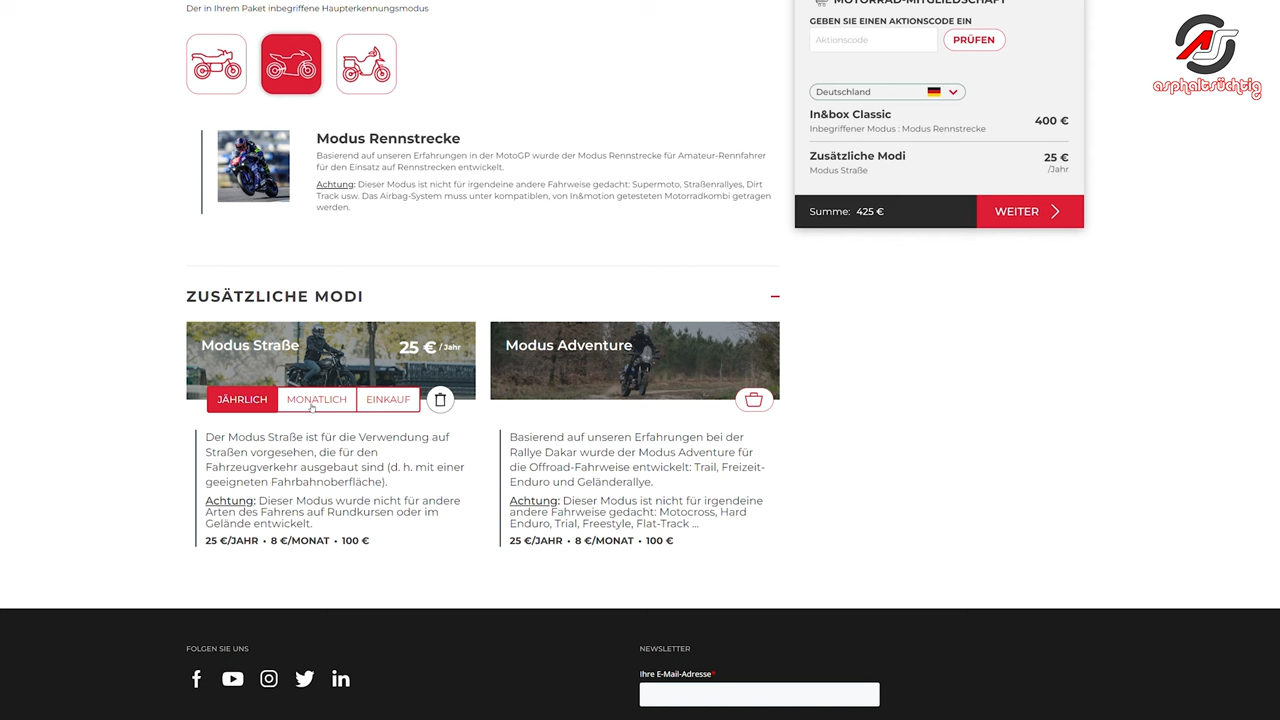 Der in Ihrem Paket inbegriffene Haupterkennungsmodus
Modus Rennstrecke
Basierend auf unseren Erfahrungen in der MotoGP wurde der Modus Rennstrecke für Amateur-Rennfahrer
für den Einsatz auf Rennstrecken entwickelt.
Achtung: Dieser Modus ist nicht für irgendeine andere Fahrweise gedacht: Supermoto, Straßenrallyes, Dirt
Track usw. Das Airbag-System muss unter kompatiblen, von In&motion getesteten Motorradkombi getragen
werden.
MOTORRAD-MITGLIEDSCHAFT
GEBEN SIE EINEN AKTIONSCODE EIN
Aktionscode
PRÜFEN
Deutschland
In&box Classic
400 €
Inbegriffener Modus : Modus Rennstrecke
Zusätzliche Modi
25 €
Modus Straße
/Jahr
Summe: 425 €
WEITER
AS
asphaltsüchtig
ZUSÄTZLICHE MODI
Modus Straße
25 € / Jahr
JÄHRLICH
MONATLICH
EINKAUF
Der Modus Straße ist für die Verwendung auf
Straßen vorgesehen, die für den
Fahrzeugverkehr ausgebaut sind (d. h. mit einer
geeigneten Fahrbahnoberfläche).
Achtung: Dieser Modus wurde nicht für andere
Arten des Fahrens auf Rundkursen oder im
Gelände entwickelt.
25 €/JAHR • 8 €/MONAT • 100 €
Modus Adventure
Basierend auf unseren Erfahrungen bei der
Rallye Dakar wurde der Modus Adventure für
die Offroad-Fahrweise entwickelt: Trail, Freizeit-
Enduro und Geländerallye.
Achtung: Dieser Modus ist nicht für irgendeine
andere Fahrweise gedacht: Motocross, Hard
Enduro, Trial, Freestyle, Flat-Track ...
25 €/JAHR • 8 €/MONAT • 100 €
FOLGEN SIE UNS
NEWSLETTER
Ihre E-Mail-Adresse*